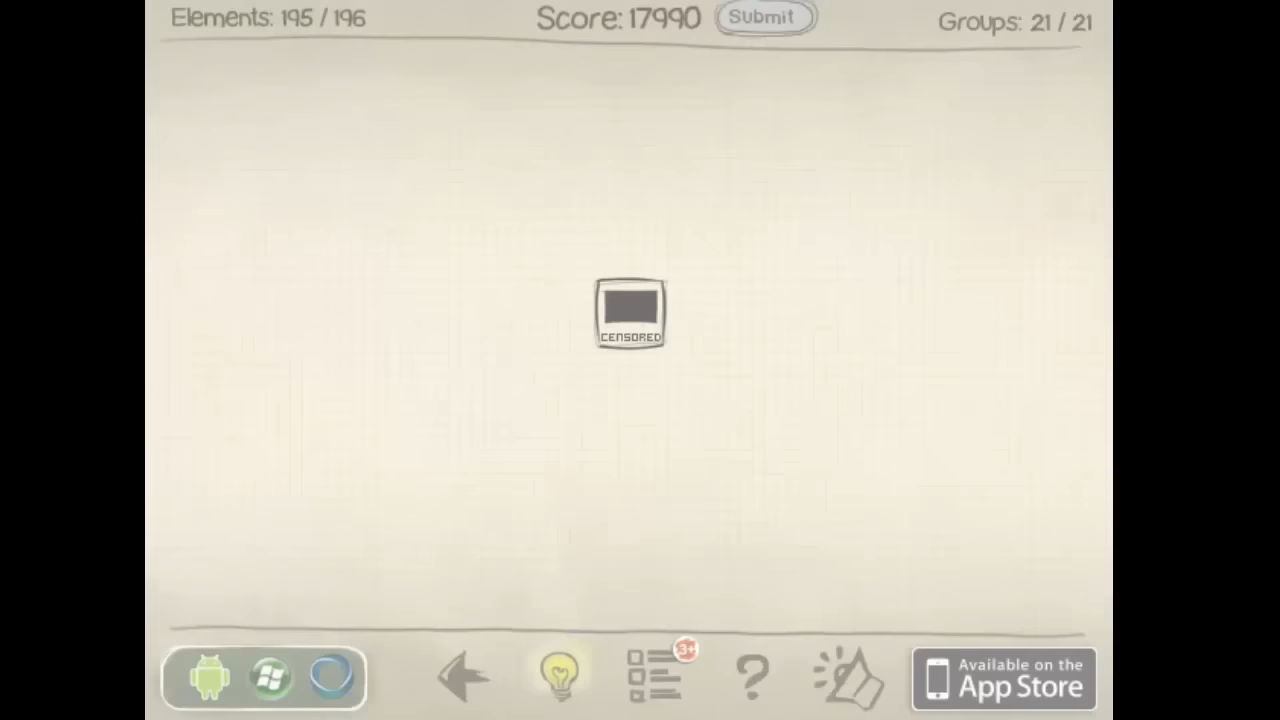 Elements: 195 / 196
Score: 17990
Submit
Groups: 21 / 21
CENSORED
3+
?
Available on the
App Store